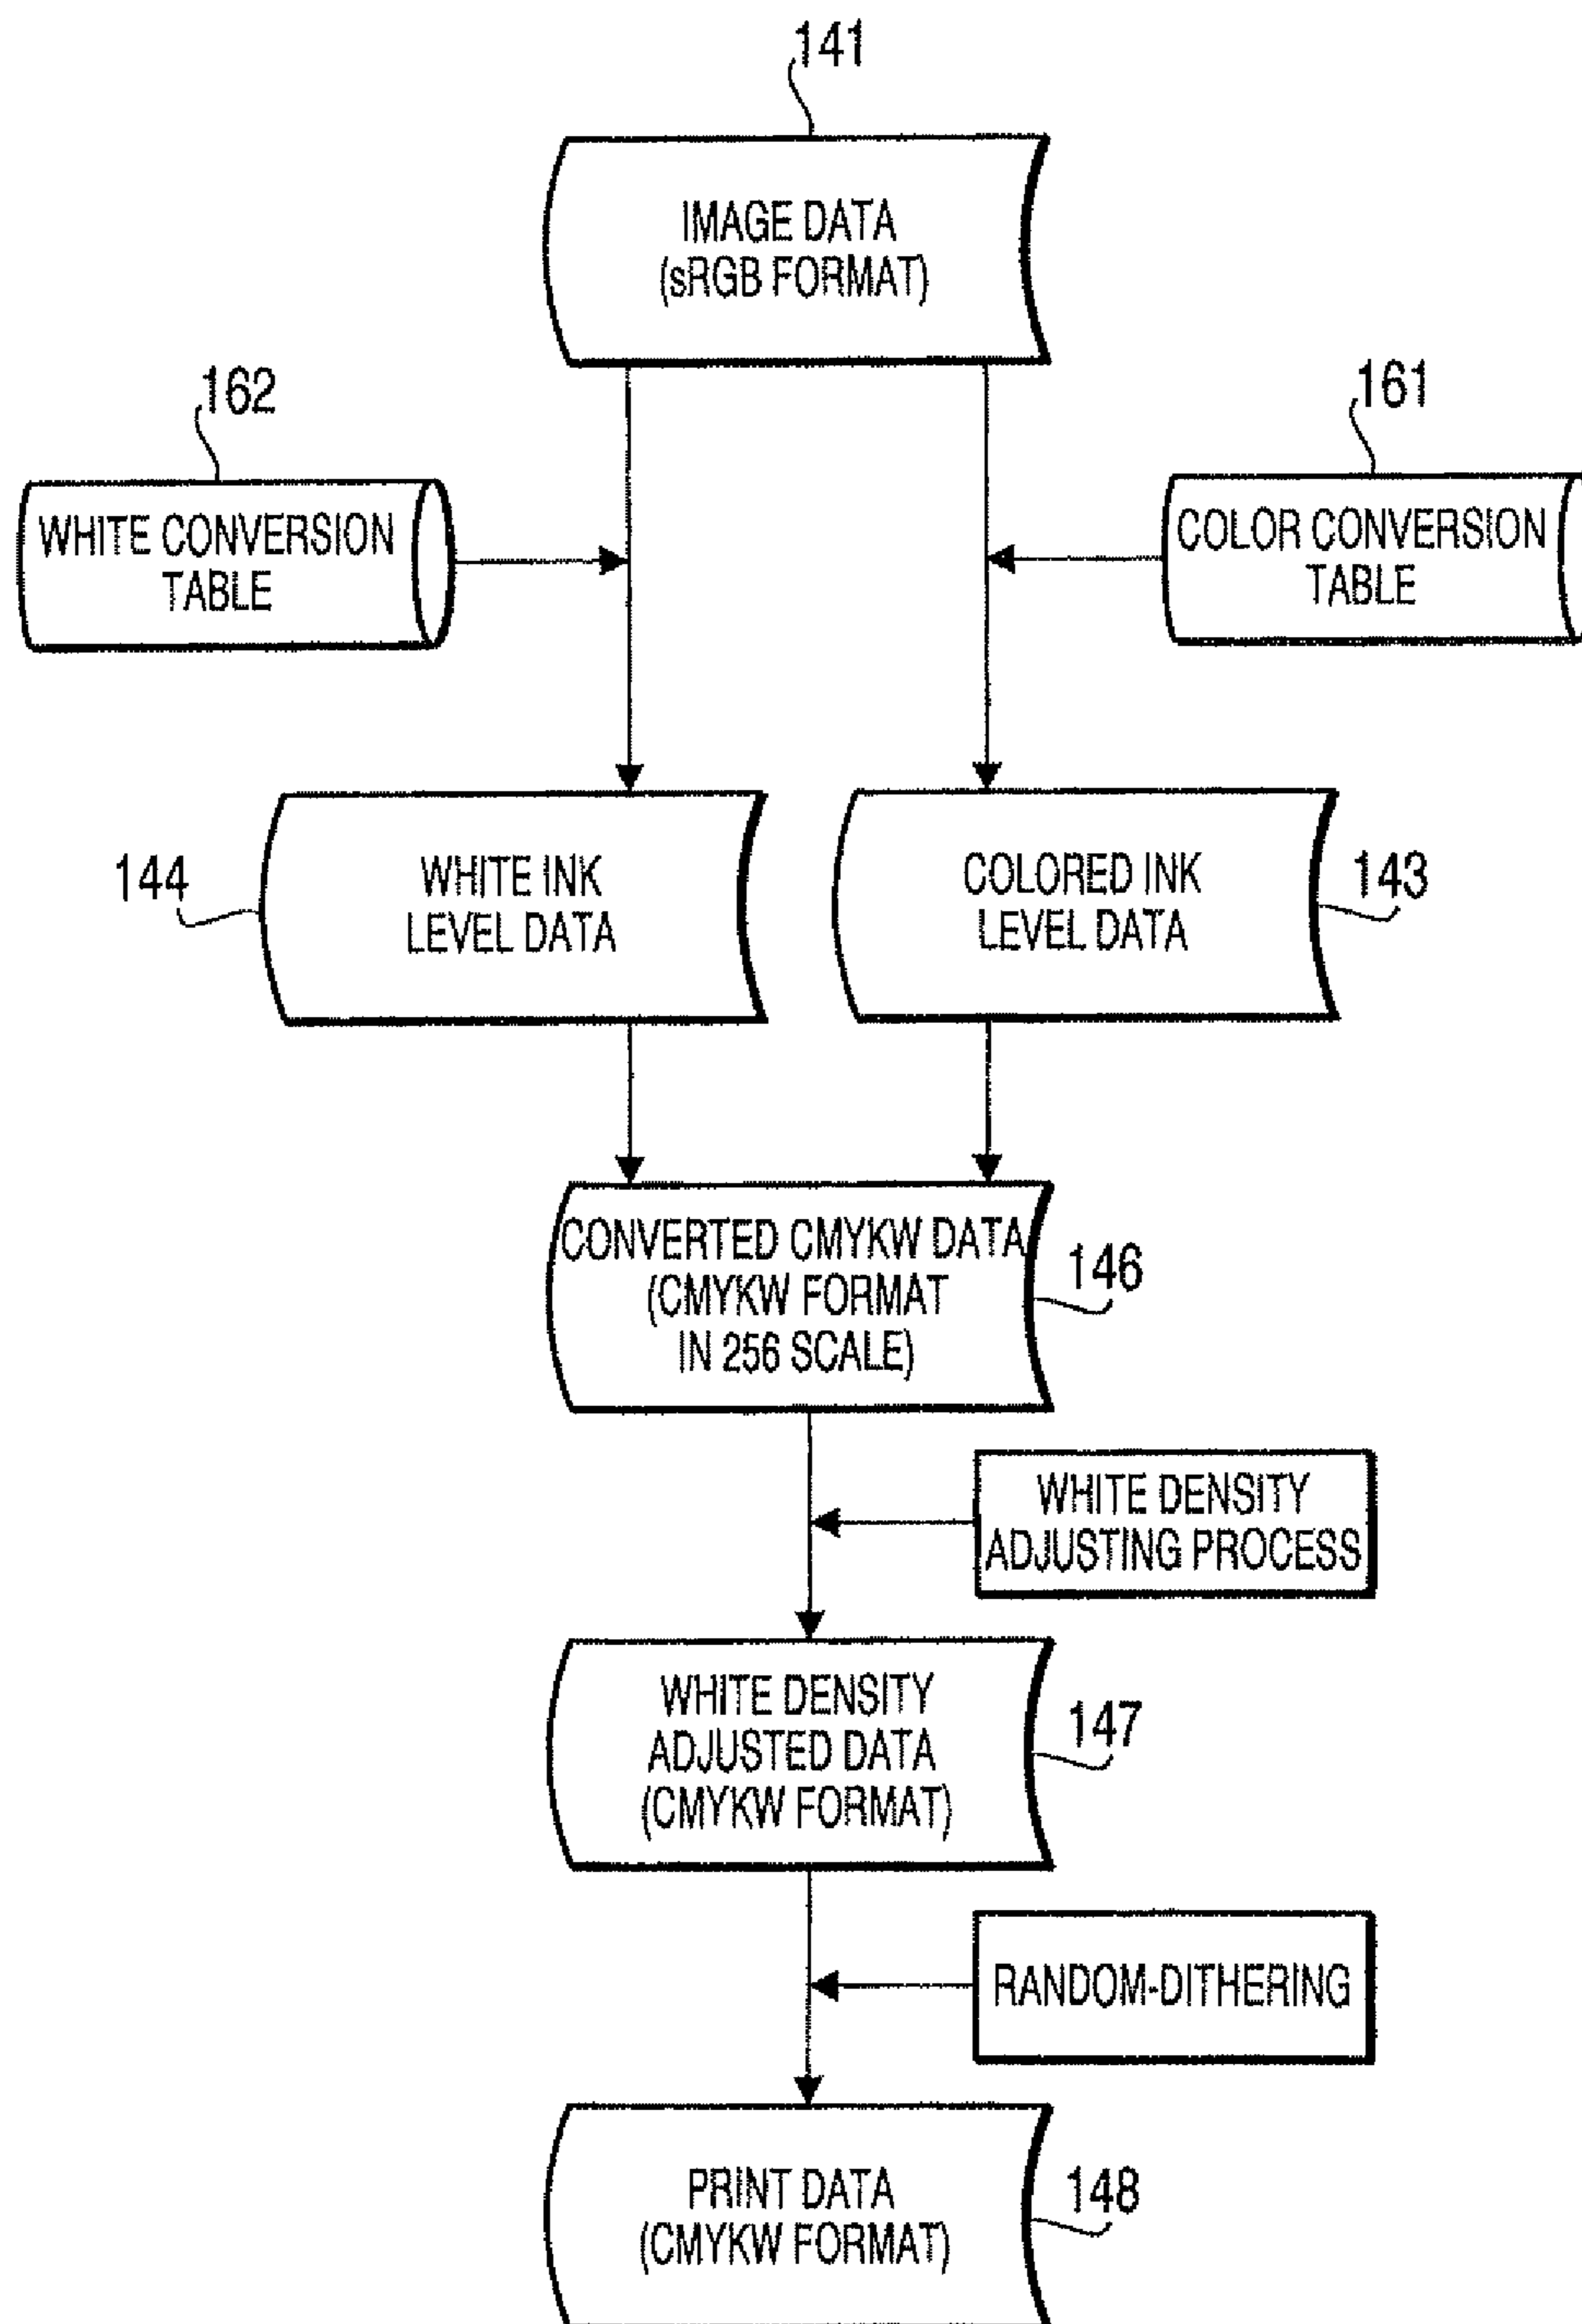 141
IMAGE DATA
(sRGB FORMAT)
162
161
WHITE CONVERSION
TABLE
COLOR CONVERSION
TABLE
144
WHITE INK
LEVEL DATA
COLORED INK
LEVEL DATA
143
CONVERTED CMYKW DATA
(CMYKW FORMAT
IN 256 SCALE)
146
WHITE DENSITY
ADJUSTING PROCESS
WHITE DENSITY
ADJUSTED DATA
(CMYKW FORMAT)
147
RANDOM-DITHERING
PRINT DATA
(CMYKW FORMAT)
148